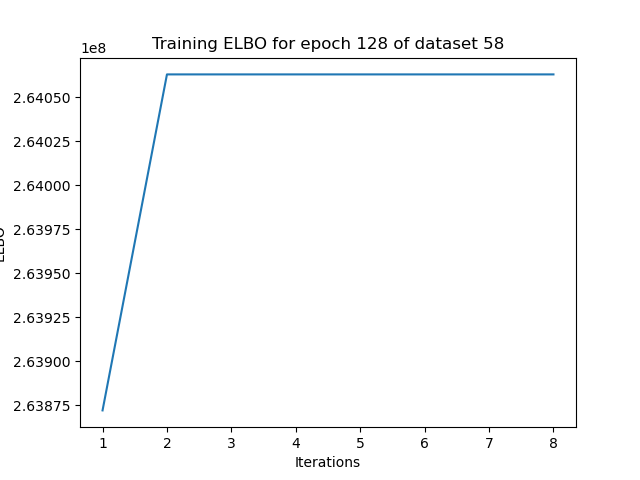 Training ELBO for epoch 128 of dataset 58
1e8
2.64050
2.64025
2.64000
2.63975
2.63950
2.63925
2.63900
2.63875
ELBO
1 2 3 4 5 6 7 8
Iterations